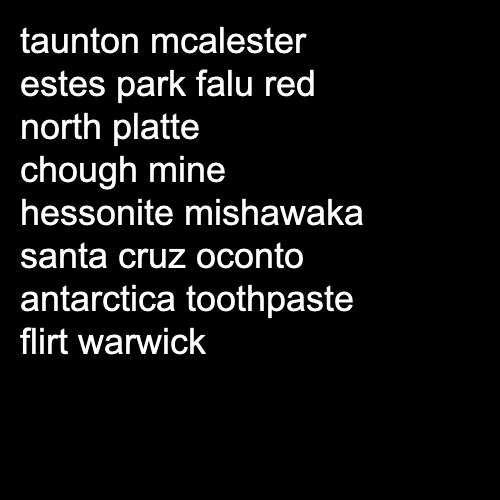 taunton mcalester
estes park falu red
north platte
chough mine
hessonite mishawaka
santa cruz oconto
antarctica toothpaste
flirt warwick